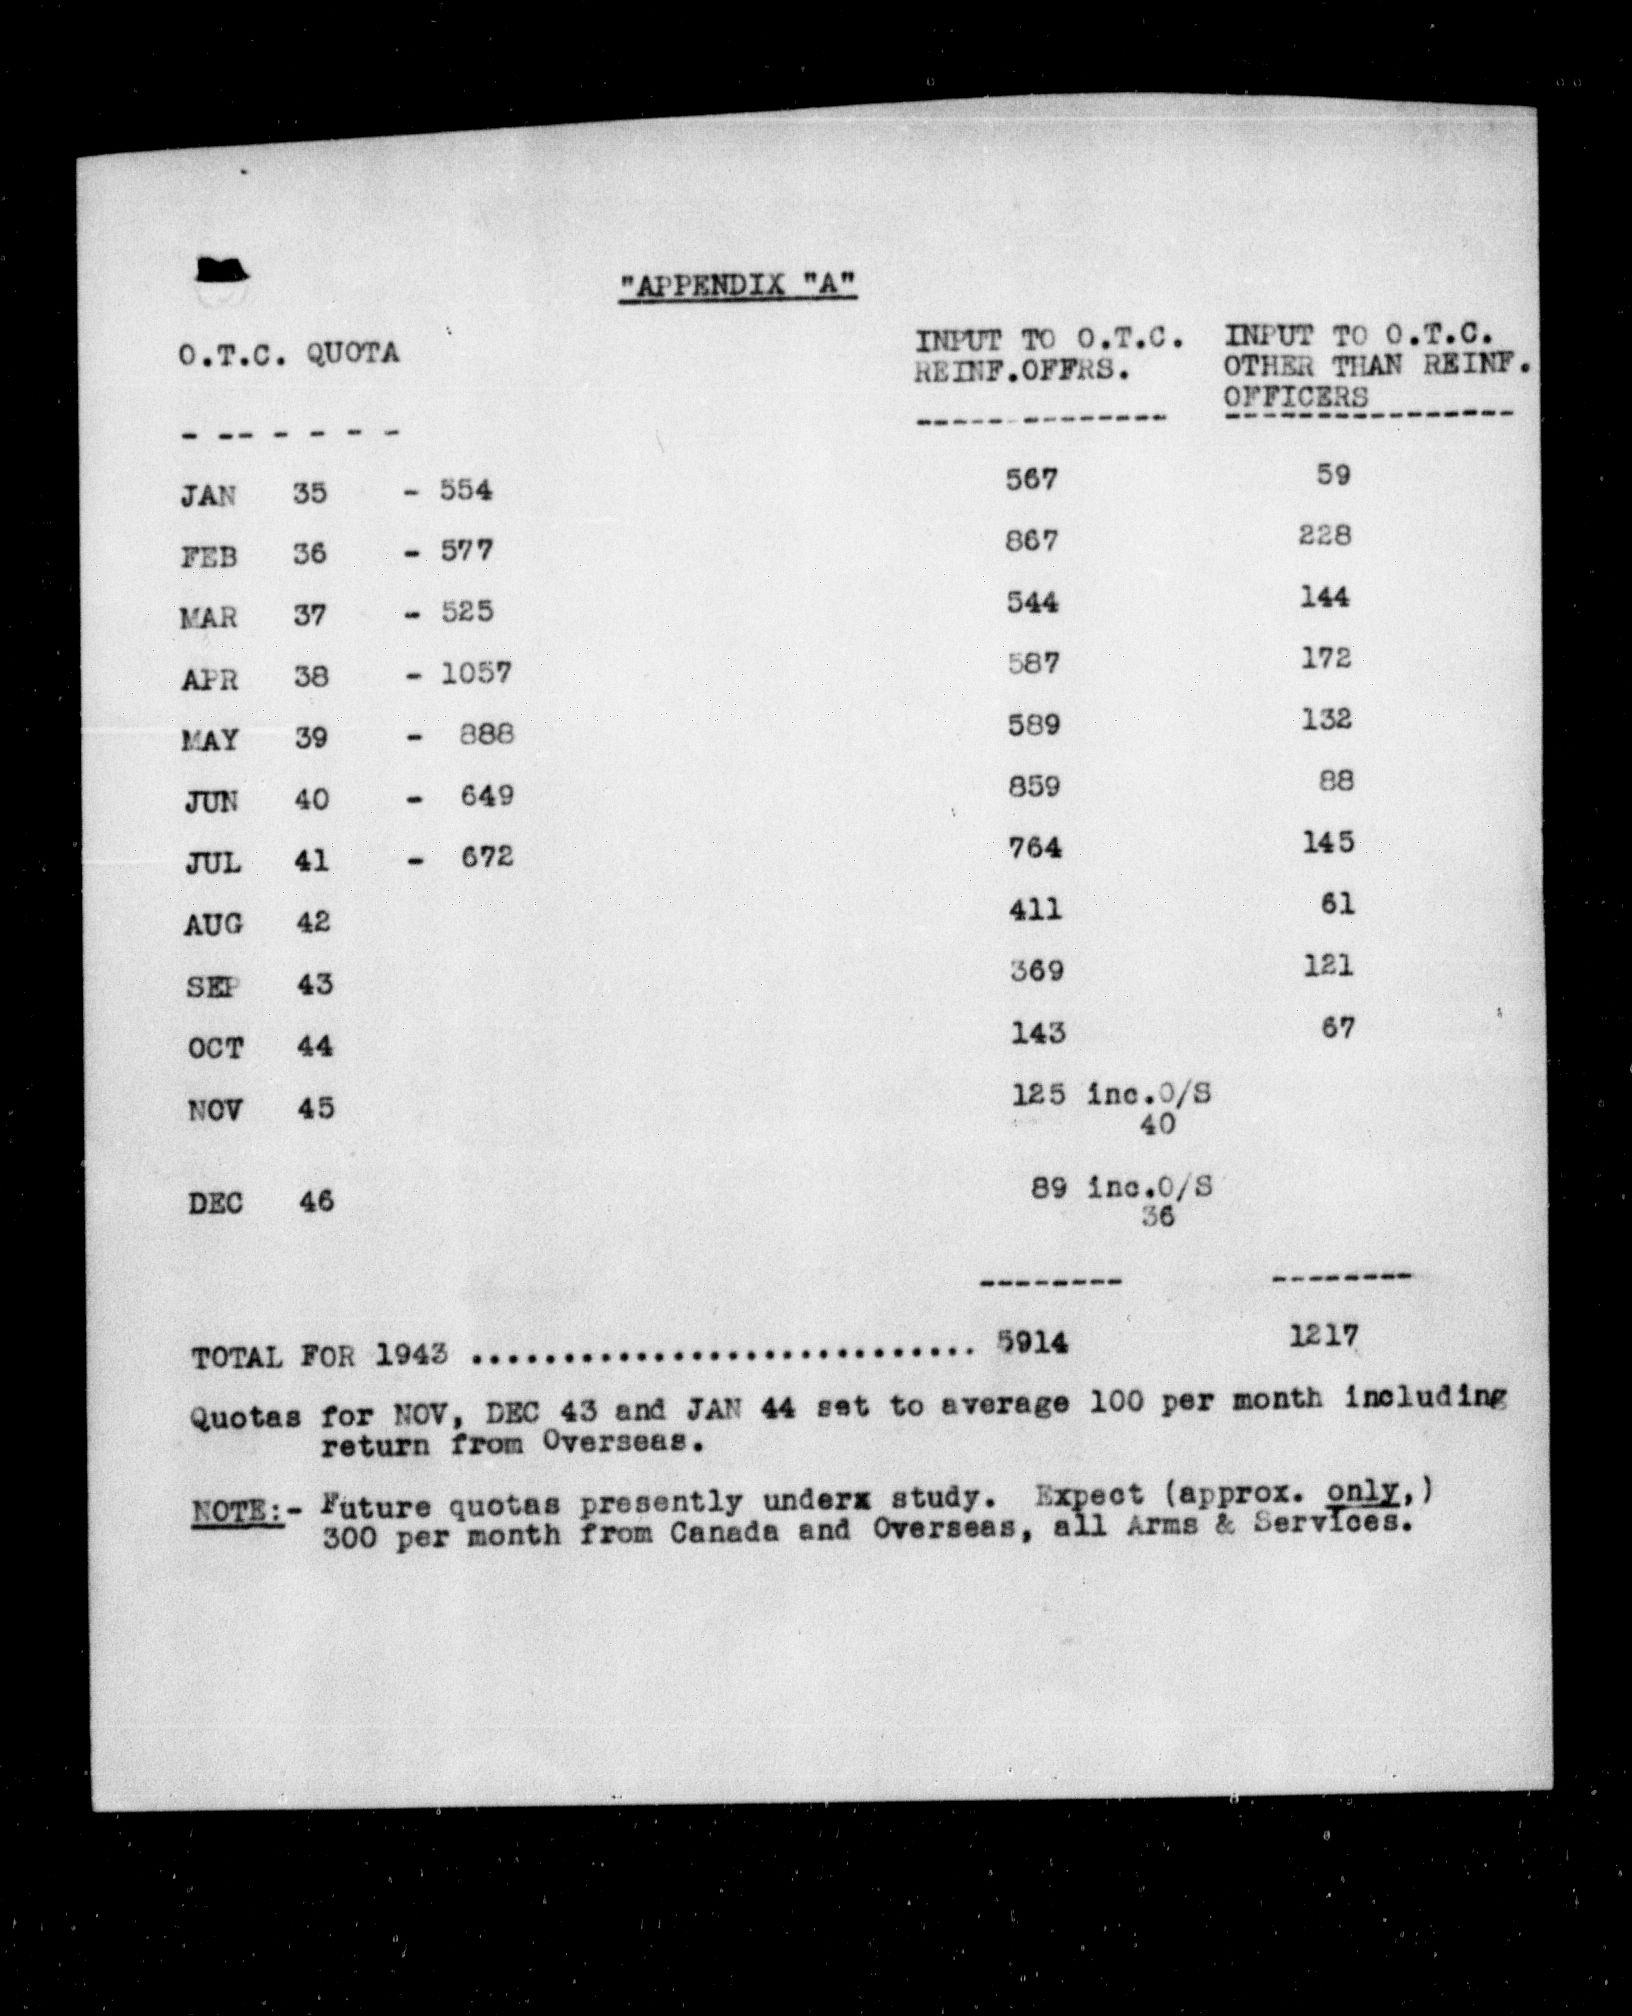 "APPENDIX "A"
O.T.C. QUOTA INPUT TO O.T.C. INPUT TO O.T.C.
REINF.OFFRS. OTHER THAN REINF.
OFFICERS
JAN 35 - 554 567 59
FEB 36 - 577 867 228
MAR 37 - 525 544 144
APR 38 - 1057 587 172
MAY 39 - 888 589 132
JUN 40 - 649 859 88
JUL 41 - 672 764 145
AUG 42 411 61
SEP 43 369 121
OCT 44 143 67
NOV 45 125 inc.O/S
40
DEC 46 89 inc.O/S
36
TOTAL FOR 1943 ............................ 5914 1217
Quotas for NOV, DEC 43 and JAN 44 set to average 100 per month including
return from Overseas.
NOTE:- Future quotas presently underx study. Expect (approx. only,)
300 per month from Canada and Overseas, all Arms & Services.